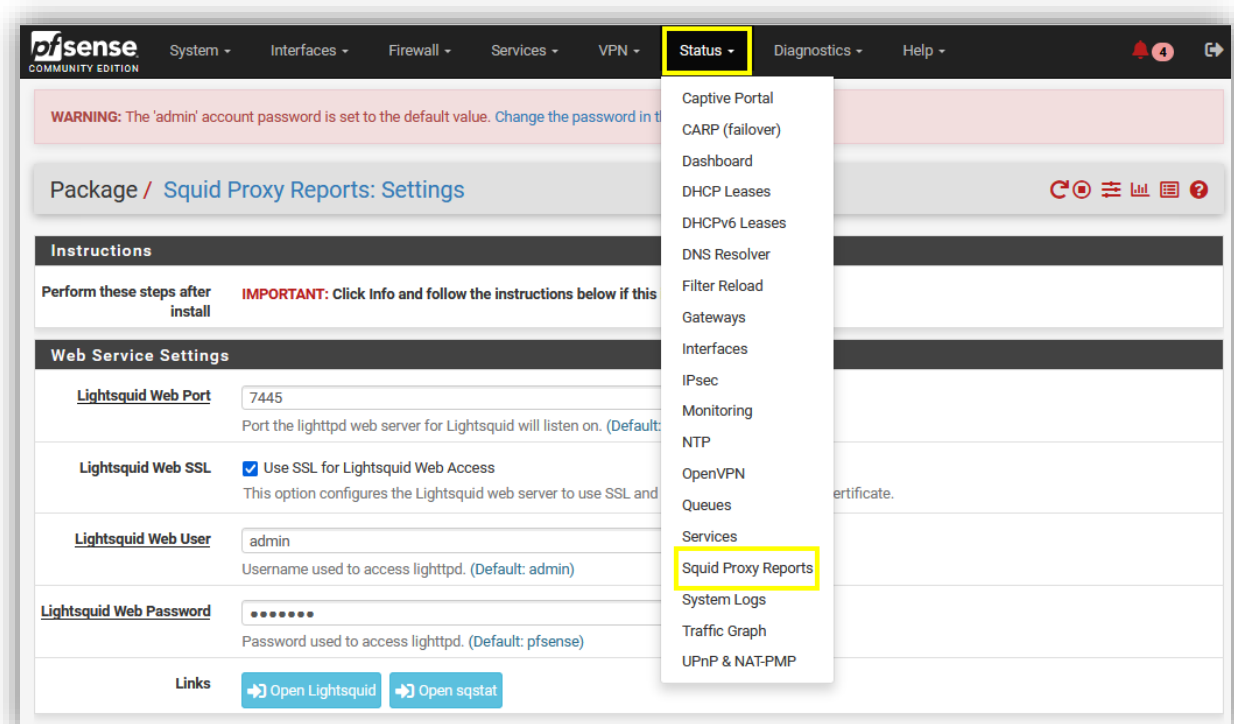 pfsense System Interfaces Firewall Services VPN Status Diagnostics Help 4
COMMUNITY EDITION
WARNING: The 'admin' account password is set to the default value. Change the password in t
Package / Squid Proxy Reports: Settings
Instructions
Perform these steps after install
IMPORTANT: Click Info and follow the instructions below if this
Web Service Settings
Lightsquid Web Port
7445
Port the lighttpd web server for Lightsquid will listen on. (Default:
Lightsquid Web SSL
Use SSL for Lightsquid Web Access
This option configures the Lightsquid web server to use SSL and ertificate.
Lightsquid Web User
admin
Username used to access lighttpd. (Default: admin)
Lightsquid Web Password
Password used to access lighttpd. (Default: pfsense)
Links
Open Lightsquid
Open sqstat
Captive Portal
CARP (failover)
Dashboard
DHCP Leases
DHCPv6 Leases
DNS Resolver
Filter Reload
Gateways
Interfaces
IPsec
Monitoring
NTP
OpenVPN
Queues
Services
Squid Proxy Reports
System Logs
Traffic Graph
UPnP & NAT-PMP